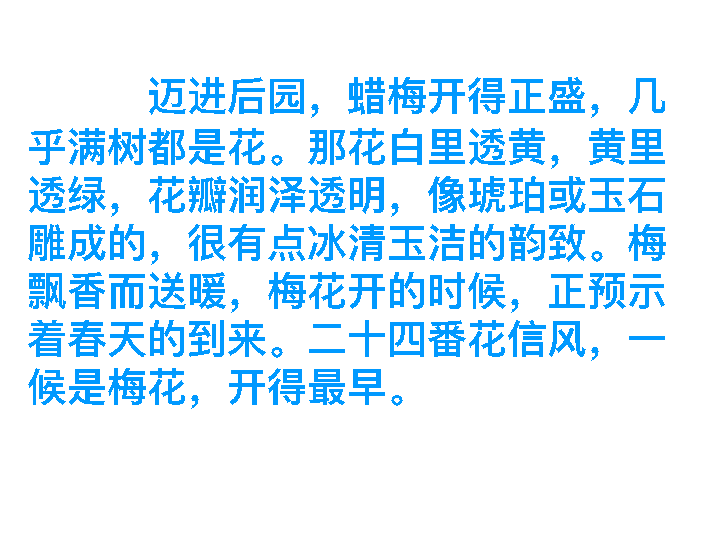 迈进后园，蜡梅开得正盛，几
乎满树都是花。那花白里透黄，黄里
透绿，花瓣润泽透明，像琥珀或玉石
雕成的，很有点冰清玉洁的韵致。梅
飘香而送暖，梅花开的时候，正预示
着春天的到来。二十四番花信风，一
候是梅花，开得最早。